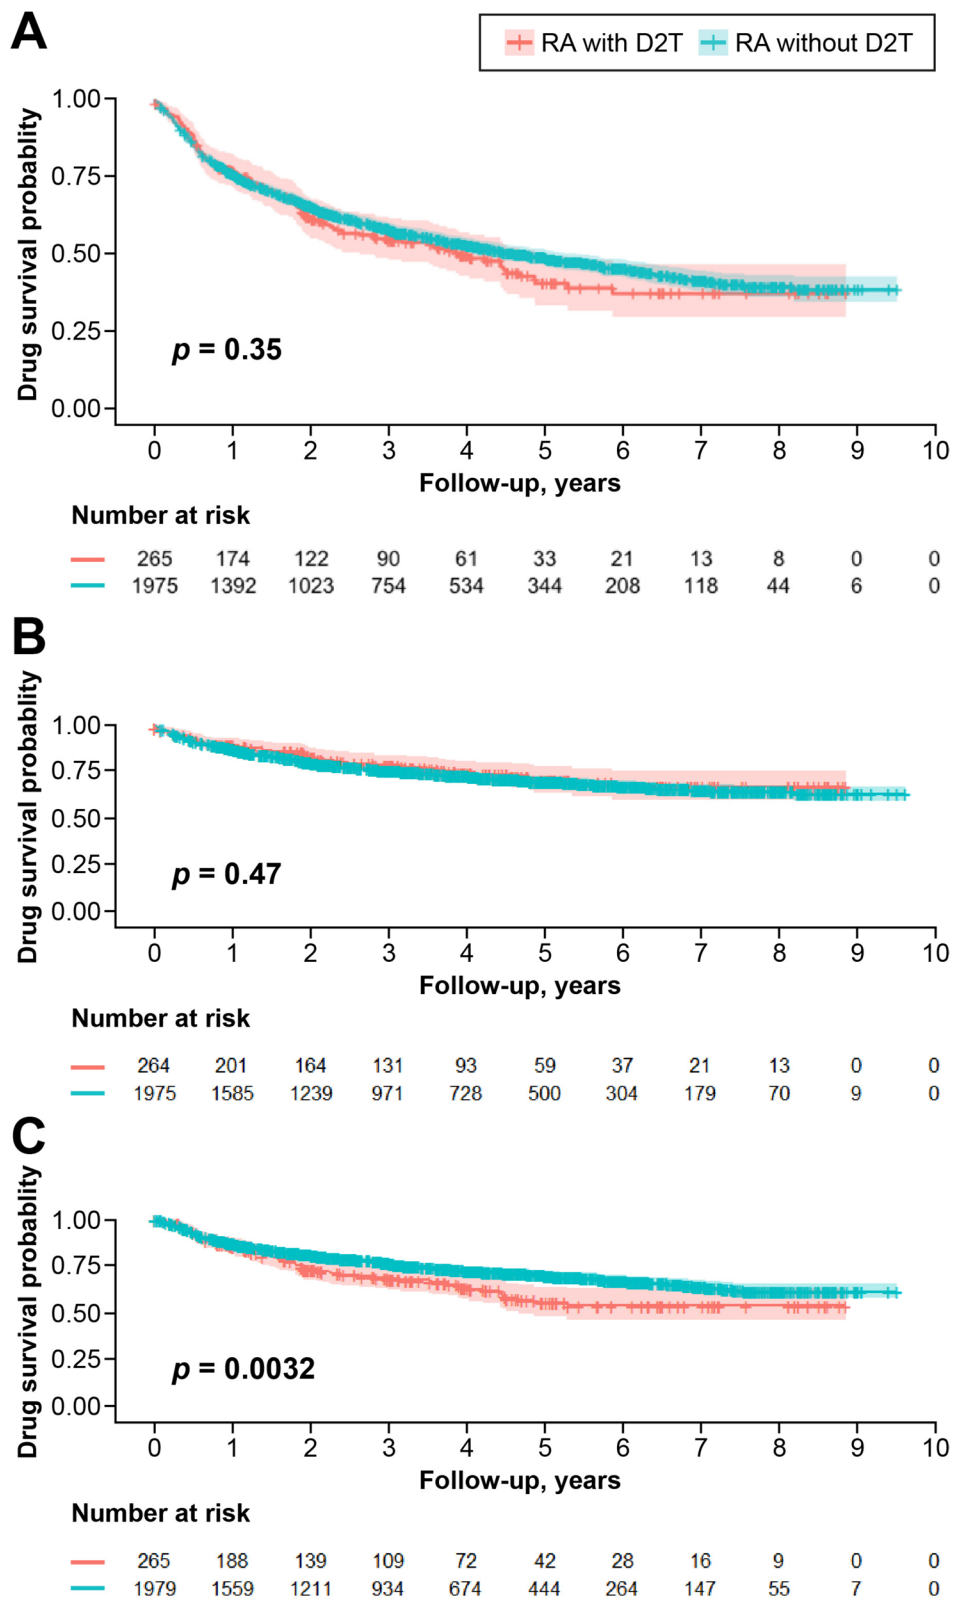 A
RA with D2T RA without D2T
Drug survival probablity
1.00
0.75
0.50
0.25
0.00
p = 0.35
0 1 2 3 4 5 6 7 8 9 10
Follow-up, years
Number at risk
265 174 122 90 61 33 21 13 8 0 0
1975 1392 1023 754 534 344 208 118 44 6 0
B
Drug survival probablity
1.00
0.75
0.50
0.25
0.00
p = 0.47
0 1 2 3 4 5 6 7 8 9 10
Follow-up, years
Number at risk
264 201 164 131 93 59 37 21 13 0 0
1975 1585 1239 971 728 500 304 179 70 9 0
C
Drug survival probablity
1.00
0.75
0.50
0.25
0.00
p = 0.0032
0 1 2 3 4 5 6 7 8 9 10
Follow-up, years
Number at risk
265 188 139 109 72 42 28 16 9 0 0
1979 1559 1211 934 674 444 264 147 55 7 0